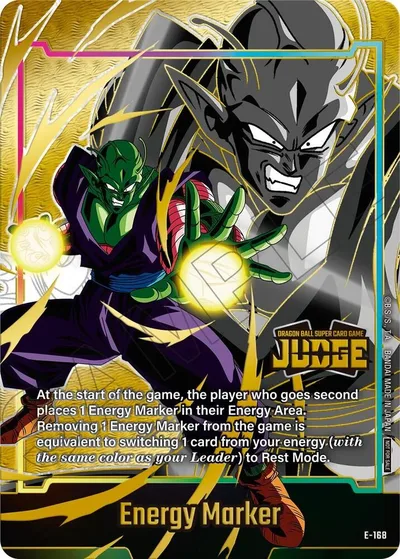 DRAGON BALL SUPER CARD GAME
JUDGE
At the start of the game, the player who goes second
places 1 Energy Marker in their Energy Area.
Removing 1 Energy Marker from the game is
equivalent to switching 1 card from your energy (with
the same color as your Leader) to Rest Mode.
Energy Marker
E-168
BANDAI MADE IN JAPAN
NOT FOR SALE